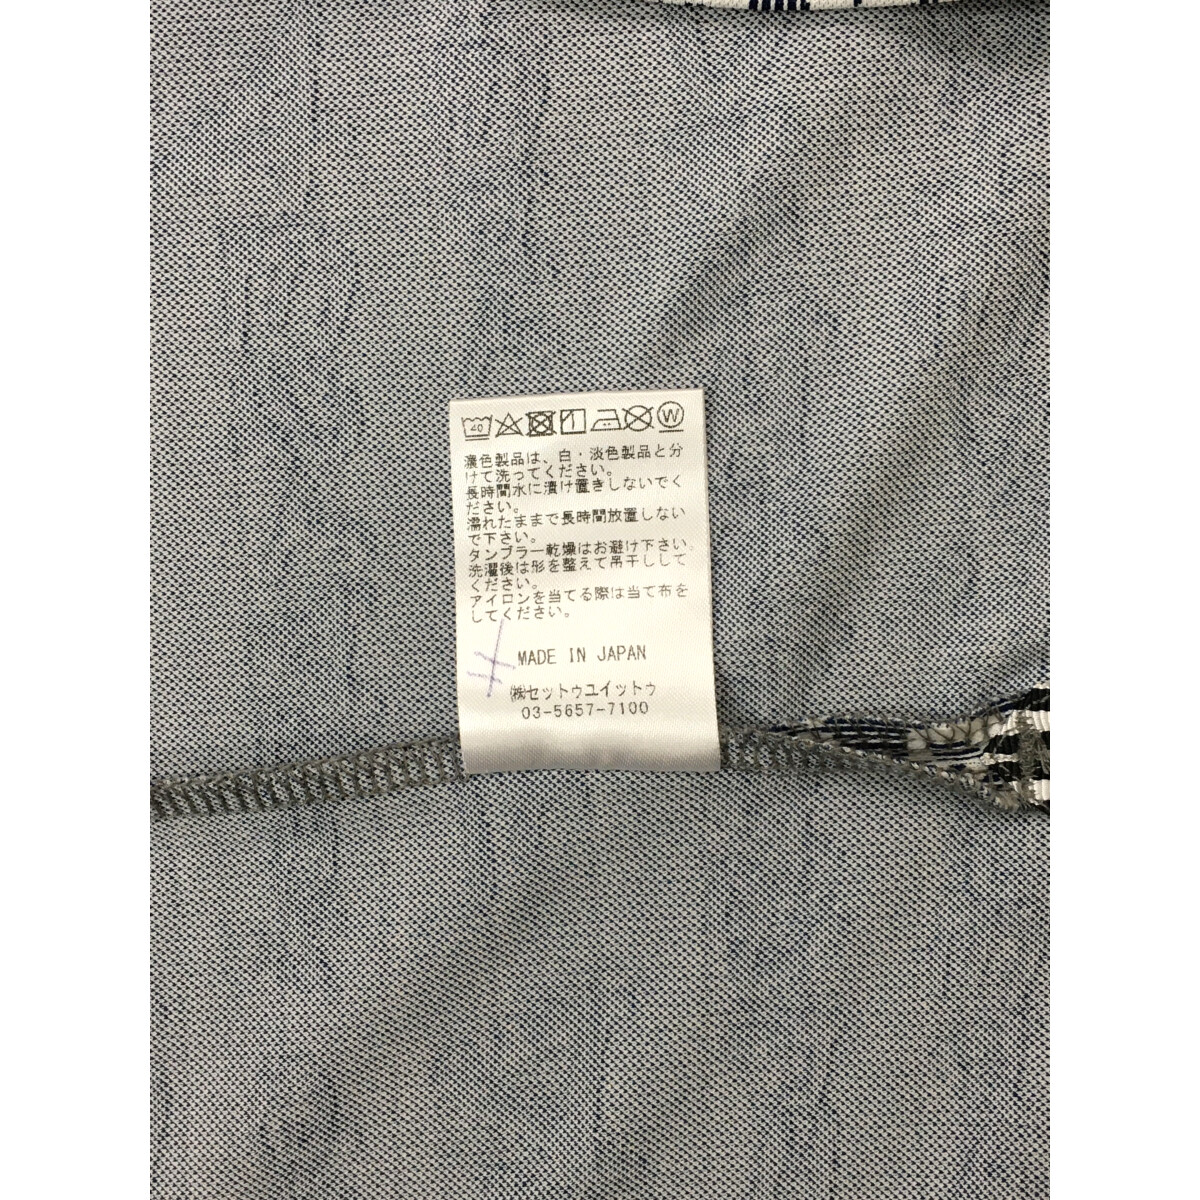 40 W
濃色製品は、白・淡色製品と分
けて洗ってください。
長時間水に漬け置きしないでく
ださい。
濡れたままで長時間放置しない
で下さい。
タンブラー乾燥はお避け下さい。
洗濯後は形を整えて吊干しして
ください。
アイロンを当てる際は当て布を
してください。
MADE IN JAPAN
㈱セットゥユイットゥ
03-5657-7100